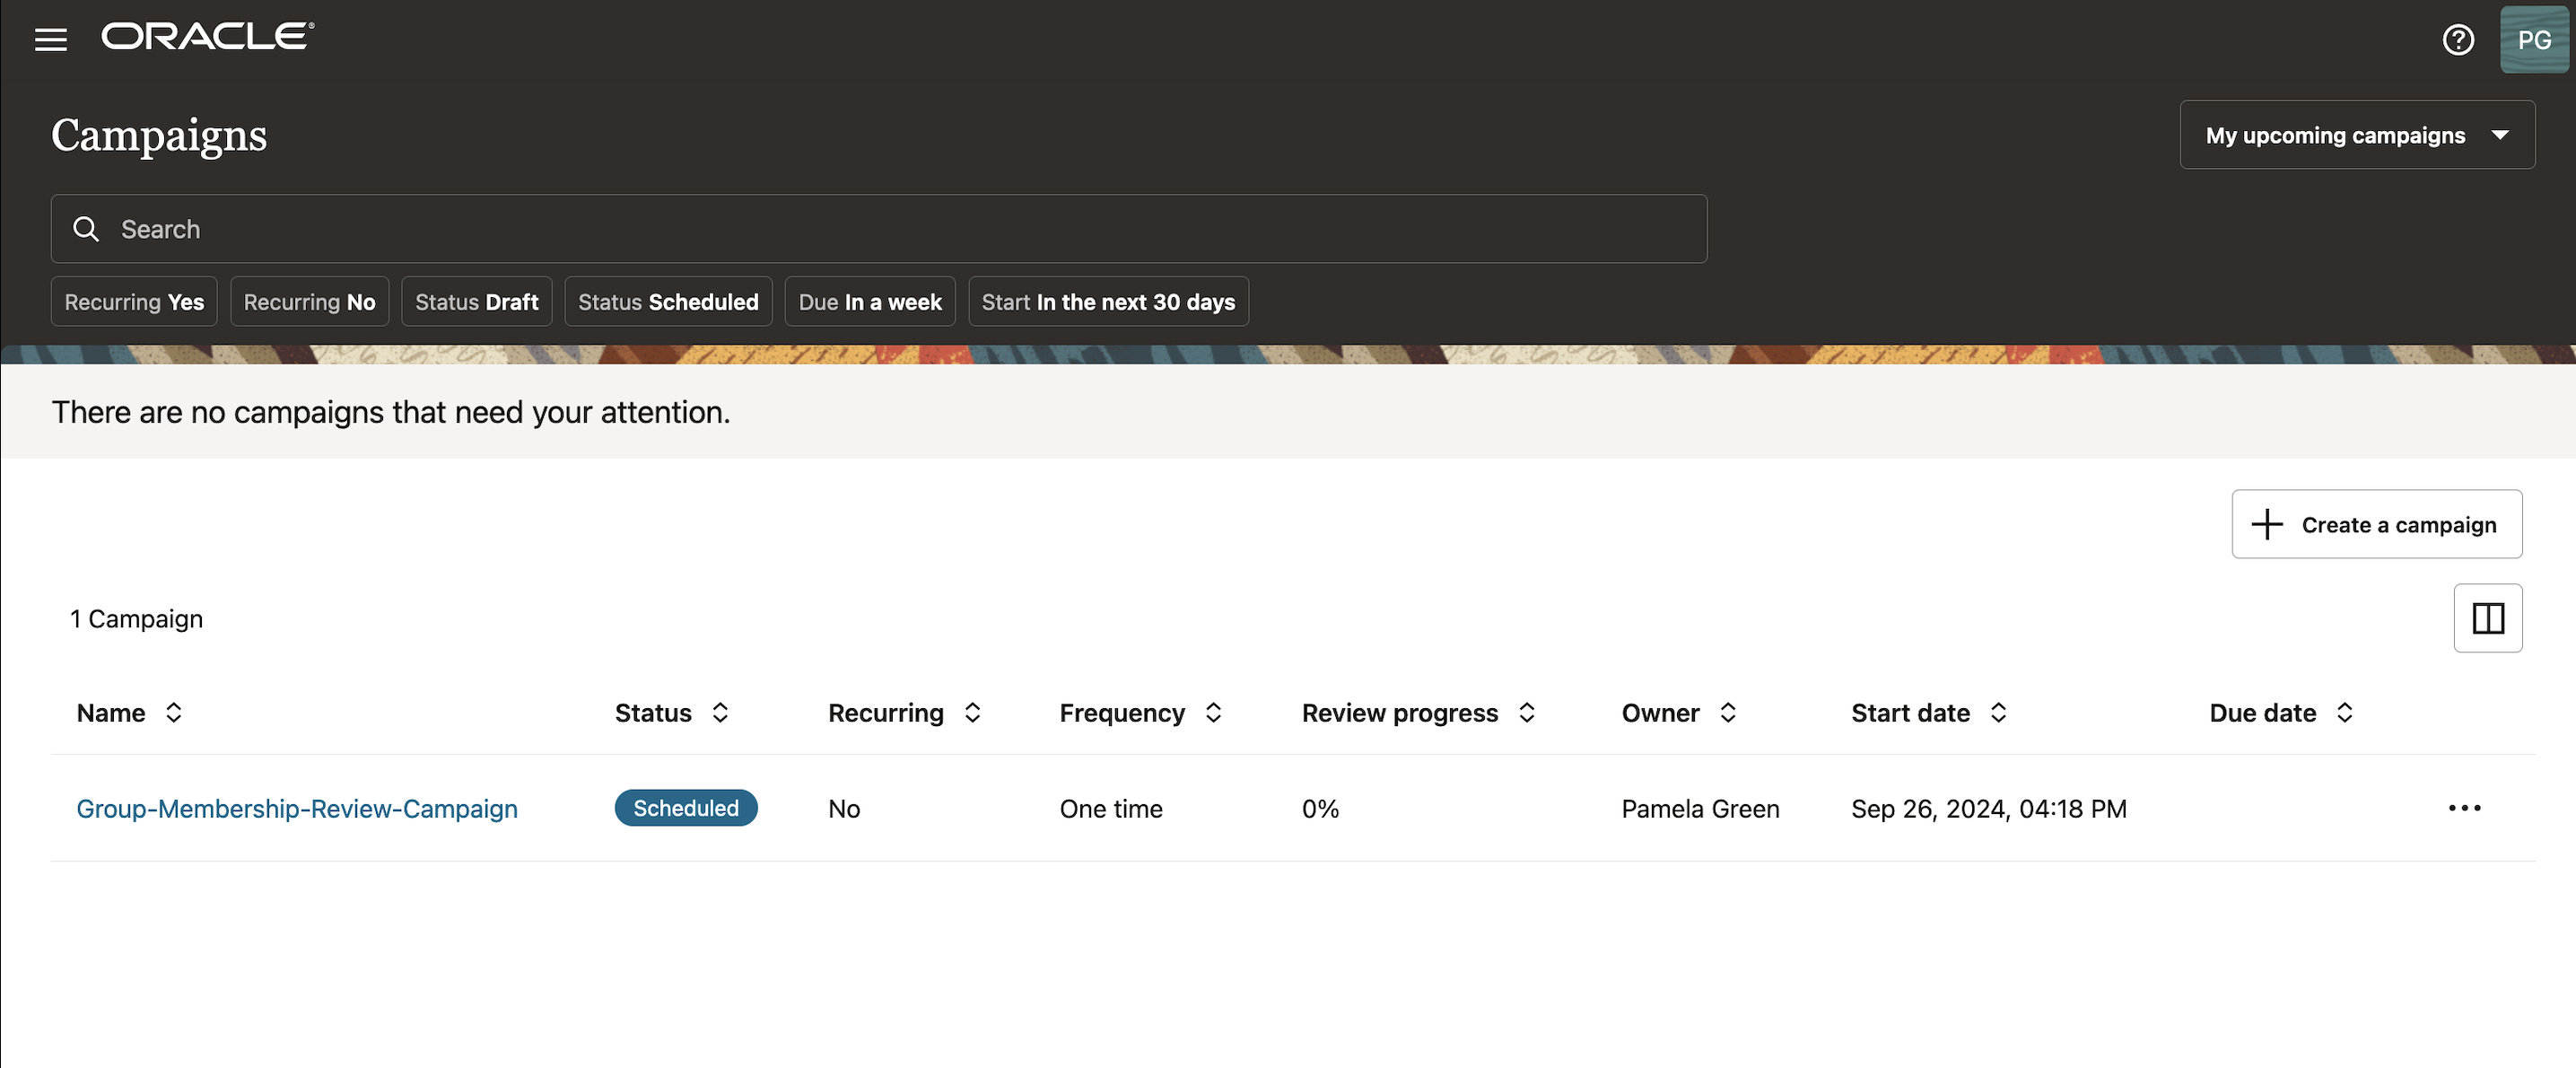 ORACLE®
PG
Campaigns
My upcoming campaigns
Search
Recurring Yes
Recurring No
Status Draft
Status Scheduled
Due In a week
Start In the next 30 days
There are no campaigns that need your attention.
Create a campaign
1 Campaign
Name Status Recurring Frequency Review progress Owner Start date Due date
Group-Membership-Review-Campaign Scheduled No One time 0% Pamela Green Sep 26, 2024, 04:18 PM